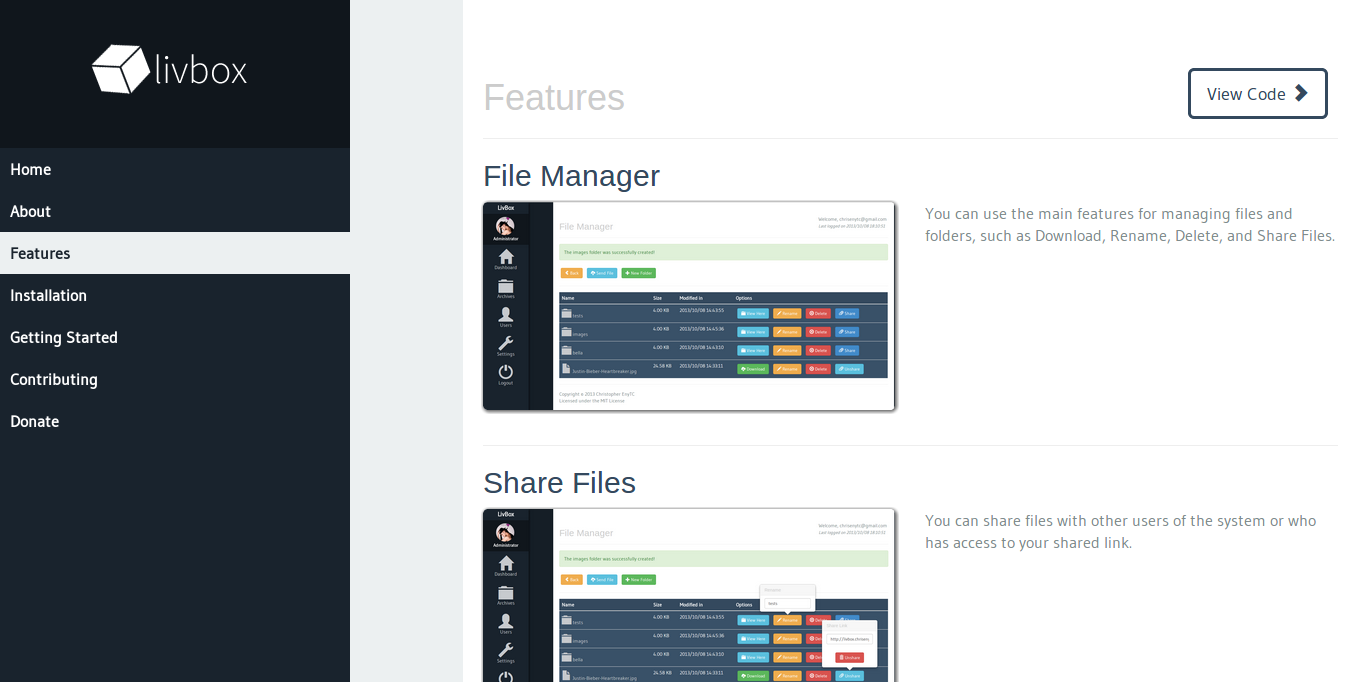 livbox
Home
About
Features
Installation
Getting Started
Contributing
Donate
Features
View Code
File Manager
LivBox
Administrator
Dashboard
Archives
Users
Settings
Logout
File Manager
Welcome, chrisenytc@gmail.com
Last logged on 2013/10/08 18:10:51.
The images folder was successfully created!
Back Send File New Folder
Name Size Modified in Options
tests 4.00 KB 2013/10/08 14:43:55 View Here Rename Delete Share
images 4.00 KB 2013/10/08 14:45:36 View Here Rename Delete Share
hello 4.00 KB 2013/10/08 14:43:10 View Here Rename Delete Share
Justin-Bieber-Heartbreaker.jpg 24.58 KB 2013/10/08 14:33:11 Download Rename Delete Unshare
Copyright © 2013 Christopher EnyTC
Licensed under the MIT License
You can use the main features for managing files and
folders, such as Download, Rename, Delete, and Share Files.
Share Files
LivBox
Administrator
Dashboard
Archives
Users
Settings
File Manager
Welcome, chrisenytc@gmail.com
Last logged on 2013/10/08 18:10:51.
The images folder was successfully created!
Back Send File New Folder
Rename
tests
Name Size Modified in Options
tests 4.00 KB 2013/10/08 14:43:55 View Here Rename
Share Link
images 4.00 KB 2013/10/08 14:45:36 View Here Rename
http://livbox.chrisenv
hello 4.00 KB 2013/10/08 14:43:10 View Here Rename
Unshare
Justin-Bieber-Heartbreaker.jpg 24.58 KB 2013/10/08 14:33:11 Download Rename Delete Unshare
You can share files with other users of the system or who
has access to your shared link.